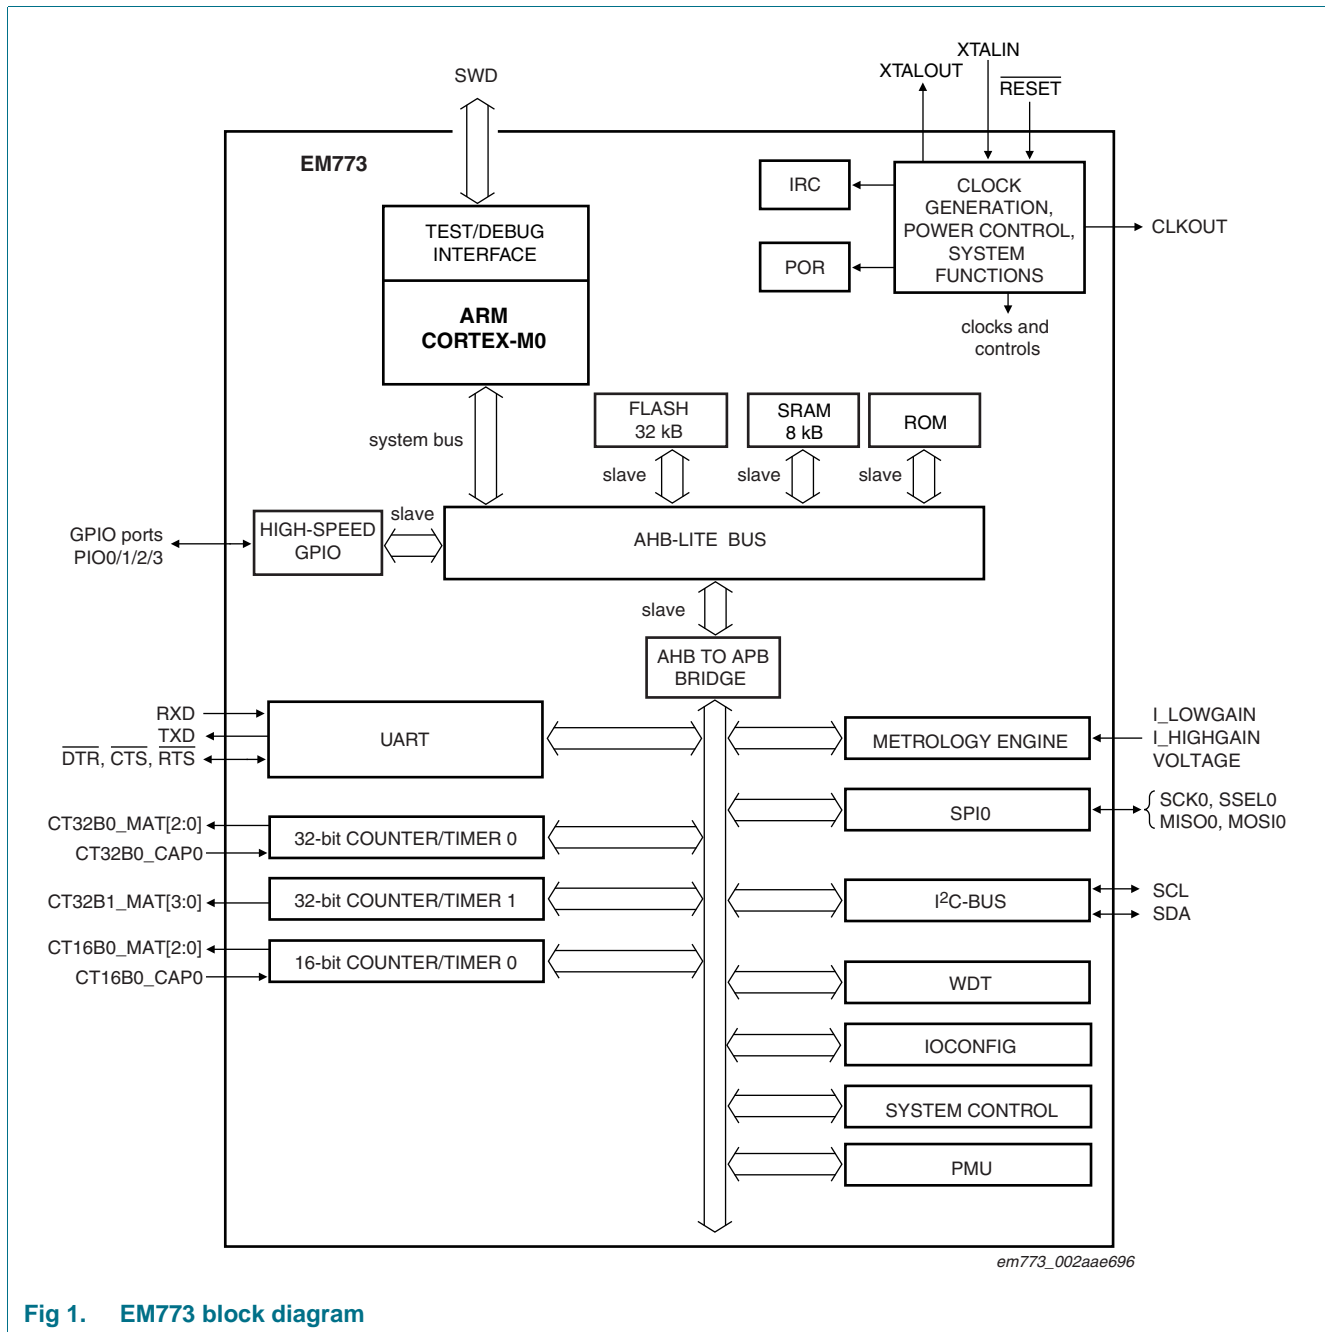 XTALIN
XTALOUT
RESET
SWD
EM773
TEST/DEBUG
INTERFACE
ARM
CORTEX-M0
IRC
POR
CLOCK
GENERATION,
POWER CONTROL,
SYSTEM
FUNCTIONS
CLKOUT
clocks and
controls
system bus
FLASH
32 kB
SRAM
8 kB
ROM
slave
slave
slave
GPIO ports
PIO0/1/2/3
HIGH-SPEED
GPIO
slave
AHB-LITE BUS
slave
AHB TO APB
BRIDGE
RXD
TXD
DTR, CTS, RTS
UART
METROLOGY ENGINE
I_LOWGAIN
I_HIGHGAIN
VOLTAGE
SPI0
SCK0, SSEL0
MISO0, MOSI0
CT32B0_MAT[2:0]
CT32B0_CAP0
32-bit COUNTER/TIMER 0
CT32B1_MAT[3:0]
32-bit COUNTER/TIMER 1
I²C-BUS
SCL
SDA
CT16B0_MAT[2:0]
CT16B0_CAP0
16-bit COUNTER/TIMER 0
WDT
IOCONFIG
SYSTEM CONTROL
PMU
em773_002aae696
Fig 1. EM773 block diagram